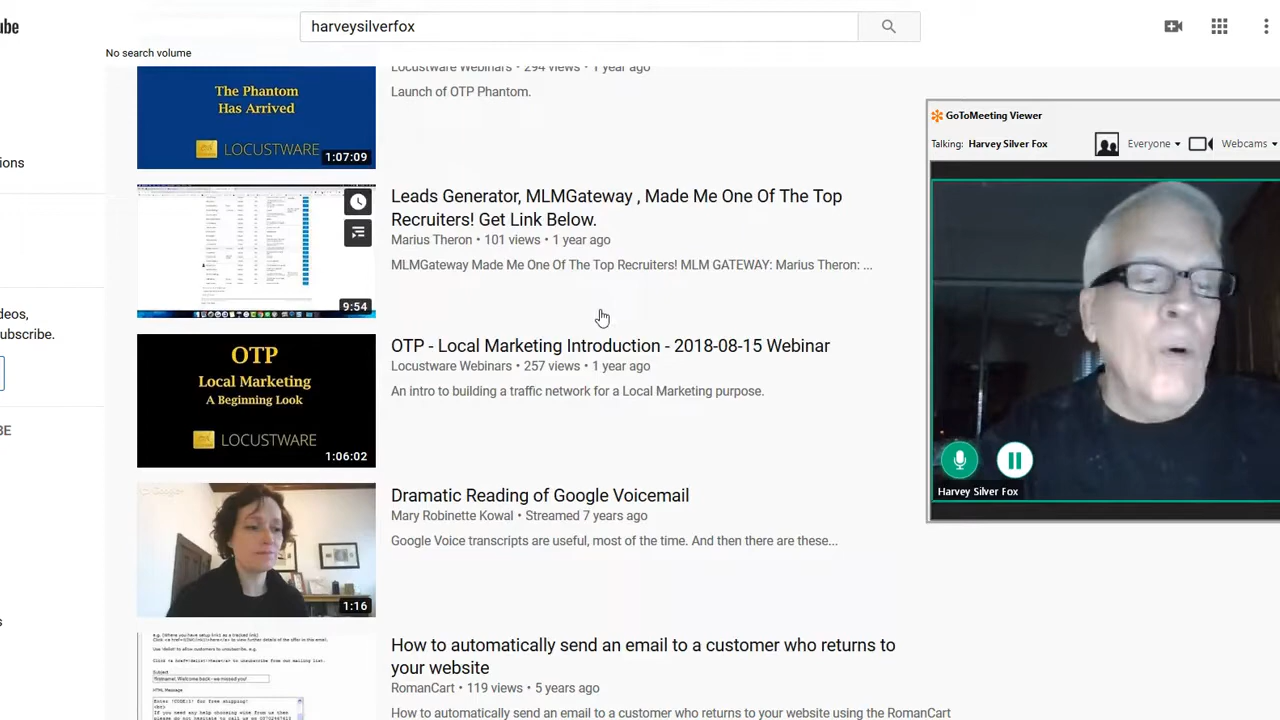 ube
harveysilverfox
No search volume
Locustware Webinars • 294 views • 1 year ago
The Phantom
Has Arrived
LOCUSTWARE
1:07:09
Launch of OTP Phantom.
ions
GoToMeeting Viewer
Talking: Harvey Silver Fox
Everyone
Webcams
Lead Generator, MLMGateway , Made Me One Of The Top
Recruiters! Get Link Below.
Marius Theron • 101 views • 1 year ago
MLMGateway Made Me One Of The Top Recruiters MLMGATEWAY: Marius Theron: ...
9:54
deos,
ubscribe.
OTP
Local Marketing
A Beginning Look
LOCUSTWARE
1:06:02
OTP - Local Marketing Introduction - 2018-08-15 Webinar
Locustware Webinars • 257 views • 1 year ago
An intro to building a traffic network for a Local Marketing purpose.
BE
Harvey Silver Fox
Dramatic Reading of Google Voicemail
Mary Robinette Kowal • Streamed 7 years ago
Google Voice transcripts are useful, most of the time. And then there are these...
1:16
s
How to automatically send an email to a customer who returns to
your website
RomanCart • 119 views • 5 years ago
How to automatically send an email to a customer who returns to your website using the RomanCart
Subject
HTML Message